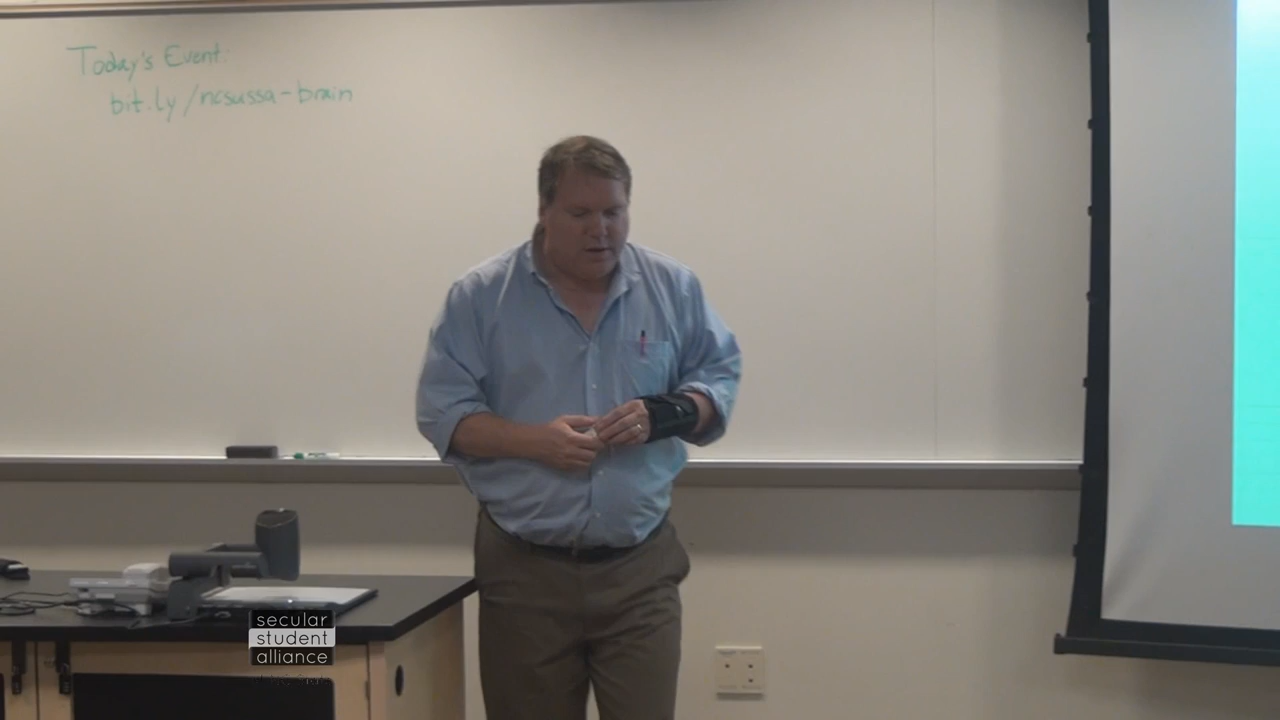 Today's Event:
bit.ly/ncsussa-brain
secular
student
alliance